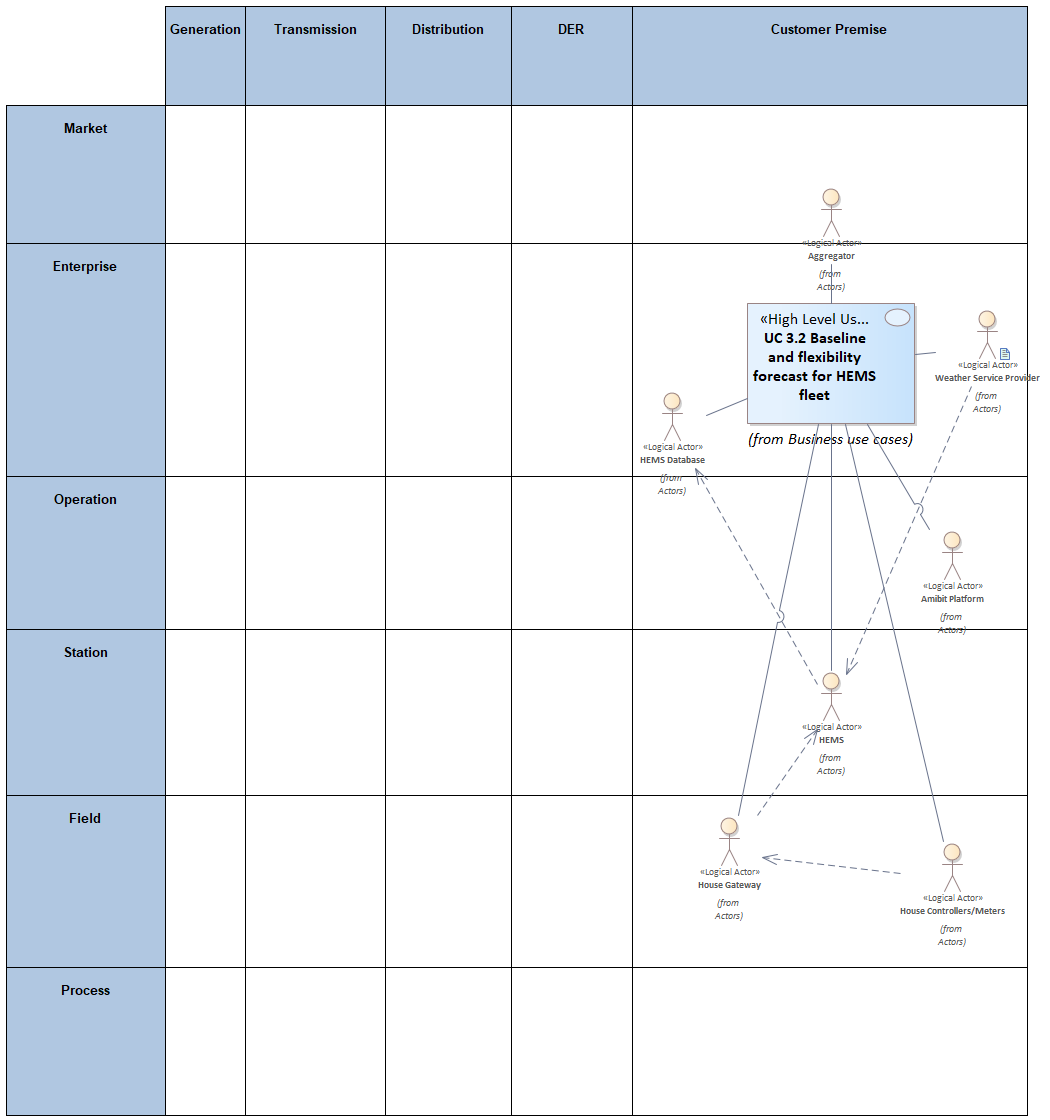 Generation
Transmission
Distribution
DER
Customer Premise
Market
«Logical Actor»
Aggregator
(from
Actors)
Enterprise
«High Level Us...
UC 3.2 Baseline
and flexibility
forecast for HEMS
fleet
(from Business use cases)
«Logical Actor»
Weather Service Provider
(from
Actors)
«Logical Actor»
HEMS Database
(from
Actors)
Operation
«Logical Actor»
Amibit Platform
(from
Actors)
Station
«Logical Actor»
HEMS
(from
Actors)
Field
«Logical Actor»
House Gateway
(from
Actors)
«Logical Actor»
House Controllers/Meters
(from
Actors)
Process